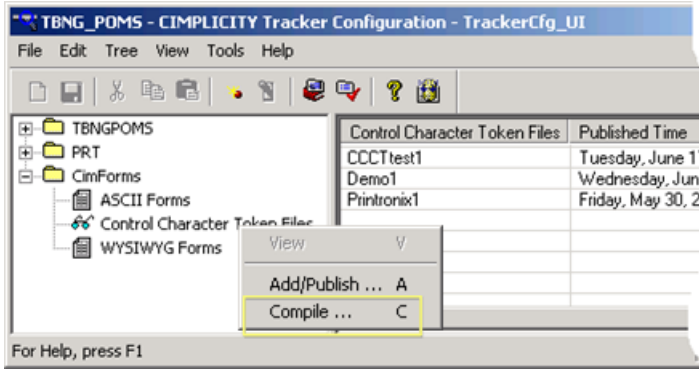 TBNG_POMS - CIMPLICITY Tracker Configuration - TrackerCfg_UI
File Edit Tree View Tools Help
TBNGPOMS
PRT
CimForms
ASCII Forms
Control Character Token Files
WYSIWYG Forms
Control Character Token Files Published Time
CCCTtest1 Tuesday, June 1
Demo1 Wednesday, Jun
Printronix1 Friday, May 30, 2
View V
Add/Publish ... A
Compile ... C
For Help, press F1